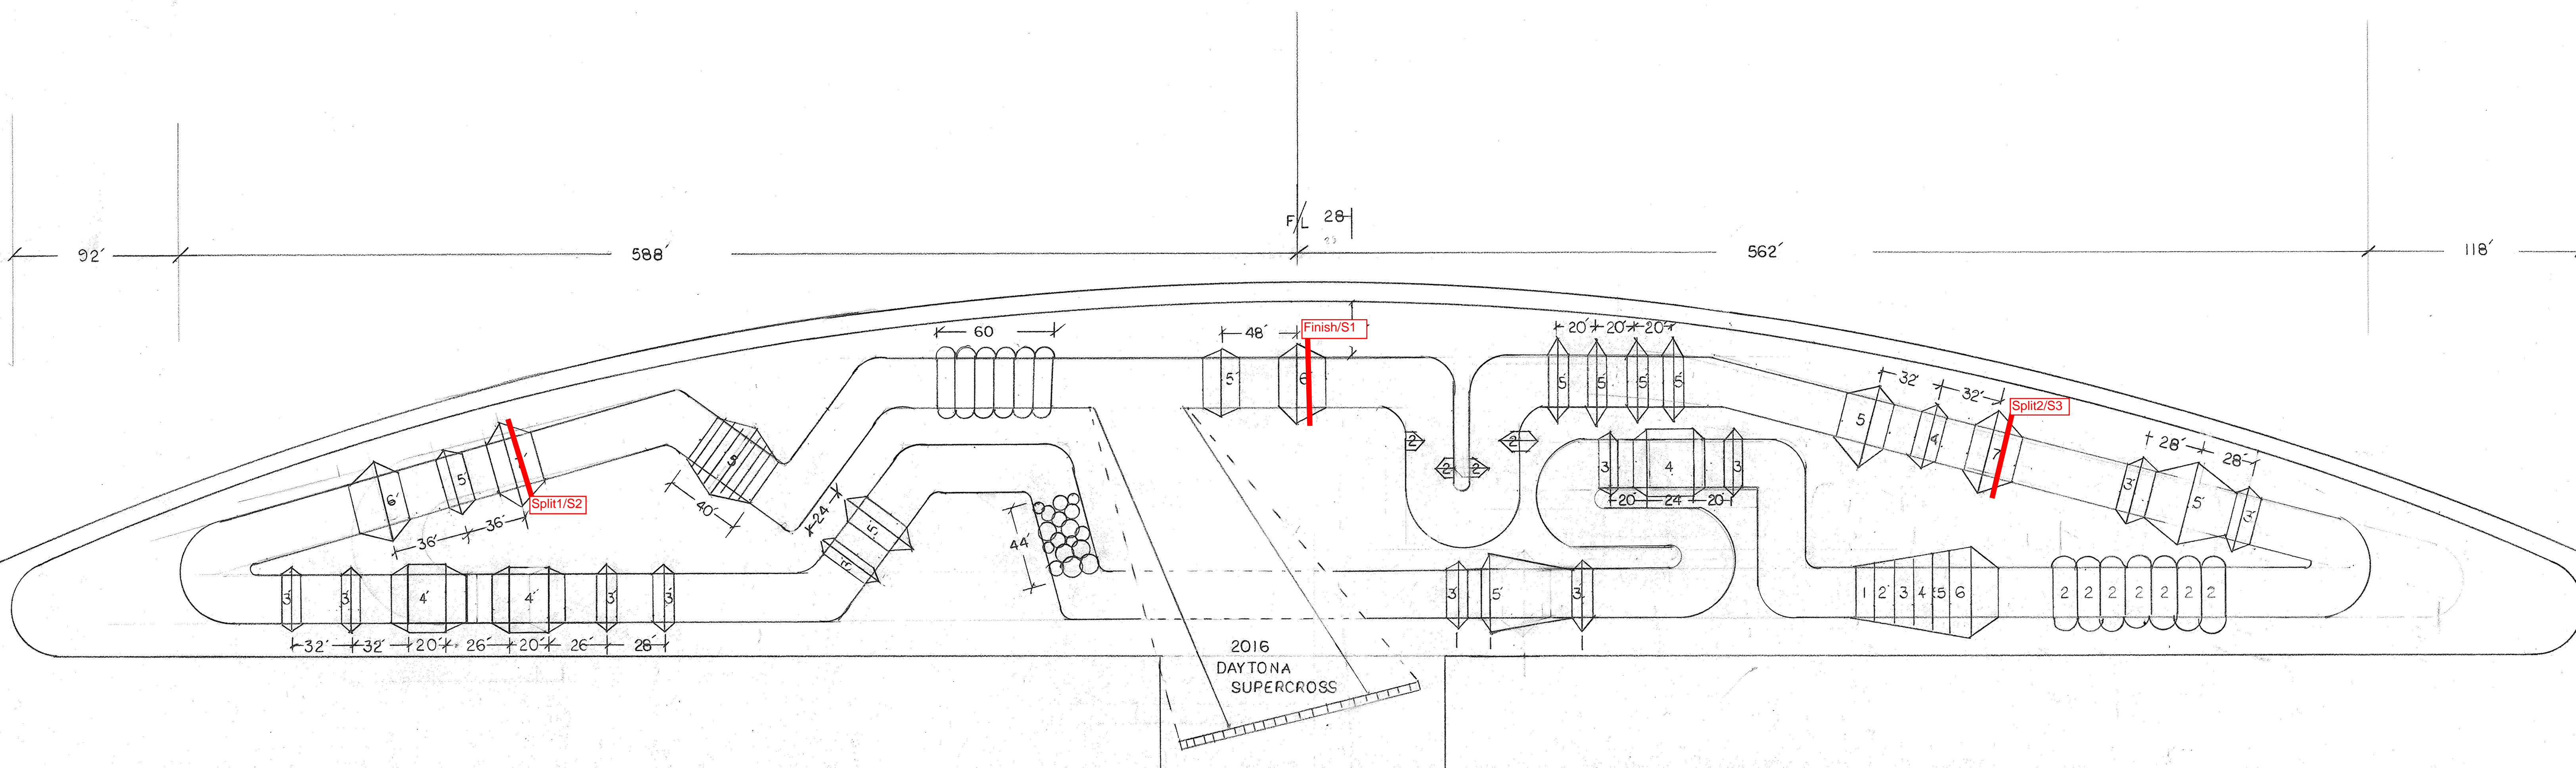 F/L 28
92' 588' 562' 118'
60 48' Finish/S1 20' 20' 20'
5' 6 5' 5' 5' 5'
32' 32' Split2/S3
5 4 7
28' 28'
3' 5' 3'
6' 5' Split1/S2
36' 36'
40'
24'
5'
3'
44'
2 2 2 2
3 4 3
20' 24 20'
3' 3' 4' 4' 3' 3'
32' 32' 20' 26' 20' 26' 28'
3' 5' 3'
1 2' 3 4 5 6
2 2 2 2 2 2 2
2016
DAYTONA
SUPERCROSS